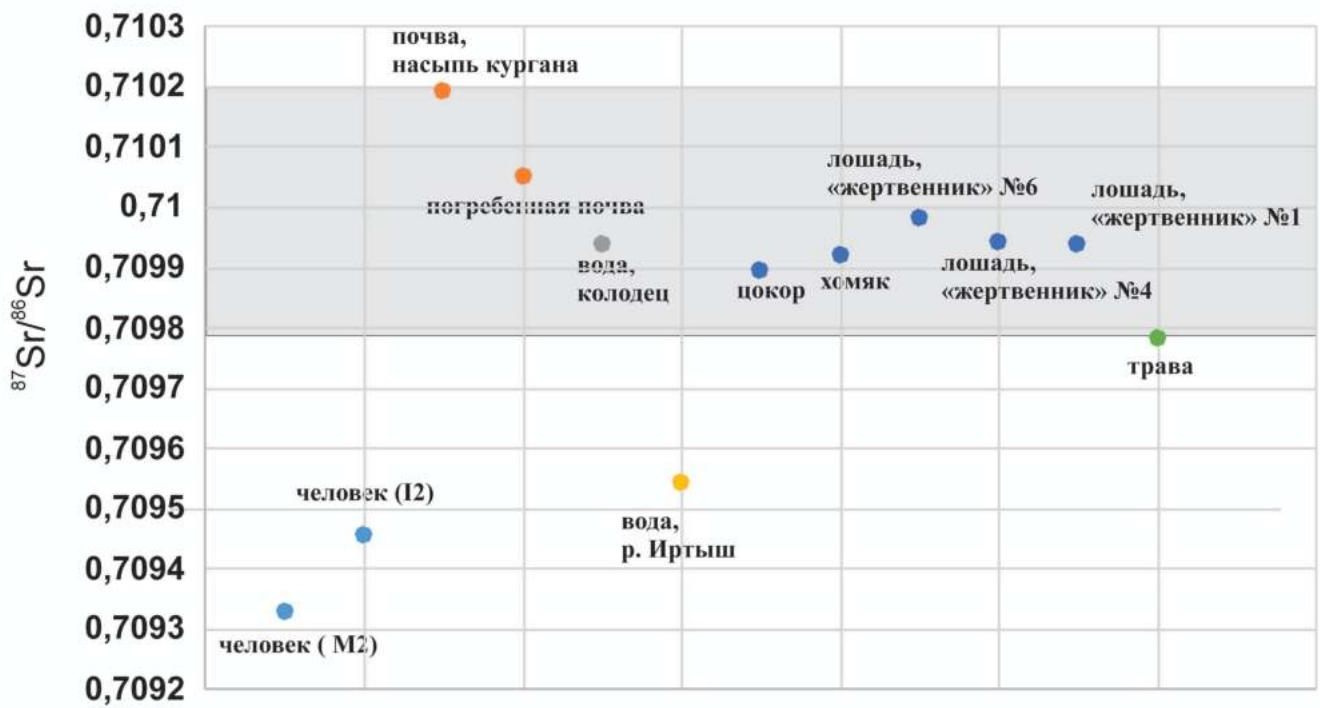 0,7103
0,7102
0,7101
0,71
0,7099
0,7098
0,7097
0,7096
0,7095
0,7094
0,7093
0,7092
⁸⁷Sr/⁸⁶Sr
почва,
насыпь кургана
погребенная почва
вода,
колодец
цокор
хомяк
лошадь,
«жертвенник» №6
лошадь,
«жертвенник» №4
лошадь,
«жертвенник» №1
трава
человек (I2)
вода,
р. Иртыш
человек ( M2)